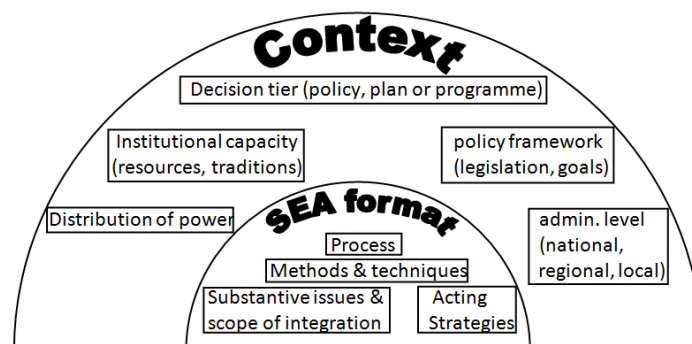 Context
Decision tier (policy, plan or programme)
Institutional capacity
(resources, traditions)
policy framework
(legislation, goals)
Distribution of power
admin. level
(national,
regional, local)
SEA format
Process
Methods & techniques
Substantive issues &
scope of integration
Acting
Strategies